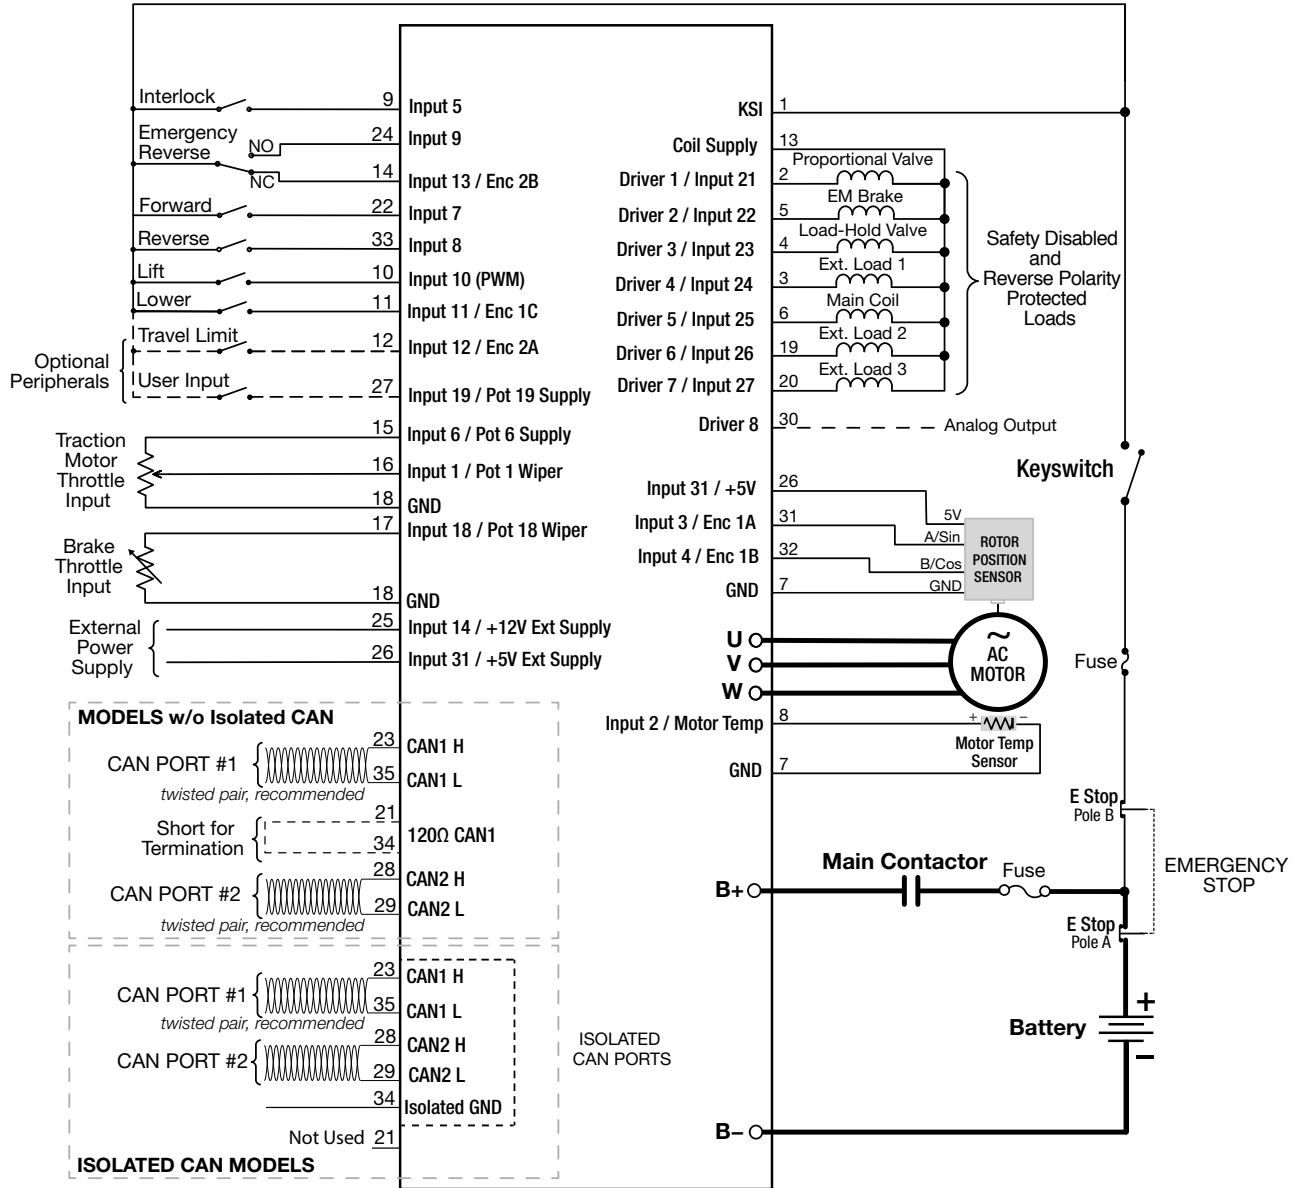 Interlock 9 Input 5
Emergency Reverse NO 24 Input 9
NC 14 Input 13 / Enc 2B
Forward 22 Input 7
Reverse 33 Input 8
Lift 10 Input 10 (PWM)
Lower 11 Input 11 / Enc 1C
Optional Peripherals
Travel Limit 12 Input 12 / Enc 2A
User Input 27 Input 19 / Pot 19 Supply
Traction Motor Throttle Input
15 Input 6 / Pot 6 Supply
16 Input 1 / Pot 1 Wiper
18 GND
Brake Throttle Input
17 Input 18 / Pot 18 Wiper
18 GND
External Power Supply
25 Input 14 / +12V Ext Supply
26 Input 31 / +5V Ext Supply
MODELS w/o Isolated CAN
CAN PORT #1
23 CAN1 H
35 CAN1 L
twisted pair, recommended
Short for Termination
21
34
120Ω CAN1
CAN PORT #2
28 CAN2 H
29 CAN2 L
twisted pair, recommended
CAN PORT #1
23 CAN1 H
35 CAN1 L
twisted pair, recommended
CAN PORT #2
28 CAN2 H
29 CAN2 L
34 Isolated GND
Not Used 21
ISOLATED CAN MODELS
ISOLATED CAN PORTS
KSI 1
Coil Supply 13
Driver 1 / Input 21 2 Proportional Valve
Driver 2 / Input 22 5 EM Brake
Driver 3 / Input 23 4 Load-Hold Valve
Driver 4 / Input 24 3 Ext. Load 1
Driver 5 / Input 25 6 Main Coil
Driver 6 / Input 26 19 Ext. Load 2
Driver 7 / Input 27 20 Ext. Load 3
Safety Disabled and Reverse Polarity Protected Loads
Driver 8 30 Analog Output
Keyswitch
Input 31 / +5V 26 5V
Input 3 / Enc 1A 31 A/Sin
Input 4 / Enc 1B 32 B/Cos
GND 7 GND
ROTOR POSITION SENSOR
U
V
W
~ AC MOTOR
Fuse
Input 2 / Motor Temp 8
+ −
Motor Temp Sensor
GND 7
E Stop
Pole B
Main Contactor
Fuse
B+
EMERGENCY STOP
E Stop
Pole A
Battery
+
−
B−